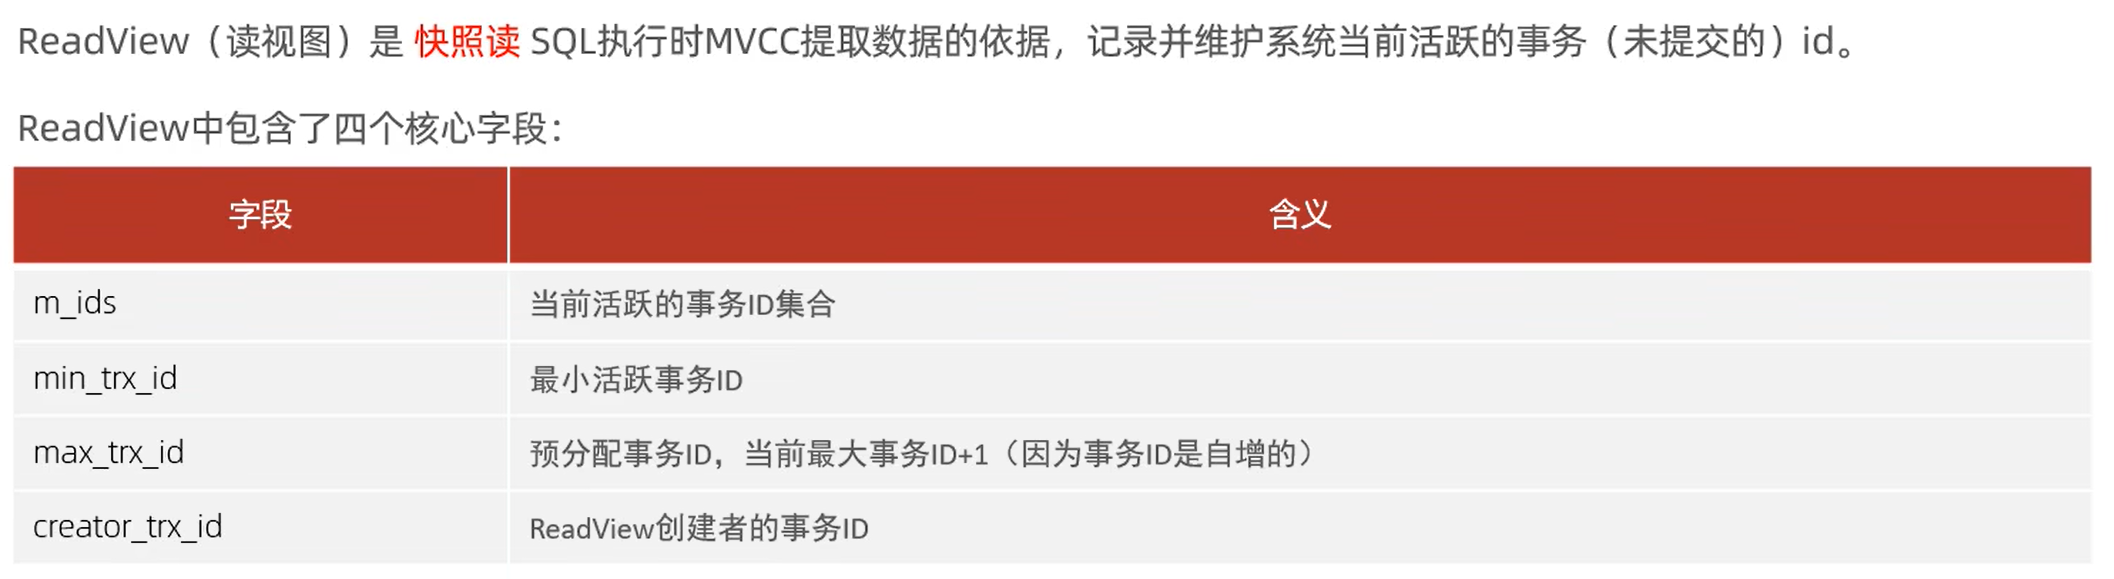 ReadView（读视图）是 快照读 SQL执行时MVCC提取数据的依据，记录并维护系统当前活跃的事务（未提交的）id。
ReadView中包含了四个核心字段：
字段 含义
m_ids 当前活跃的事务ID集合
min_trx_id 最小活跃事务ID
max_trx_id 预分配事务ID，当前最大事务ID+1（因为事务ID是自增的）
creator_trx_id ReadView创建者的事务ID